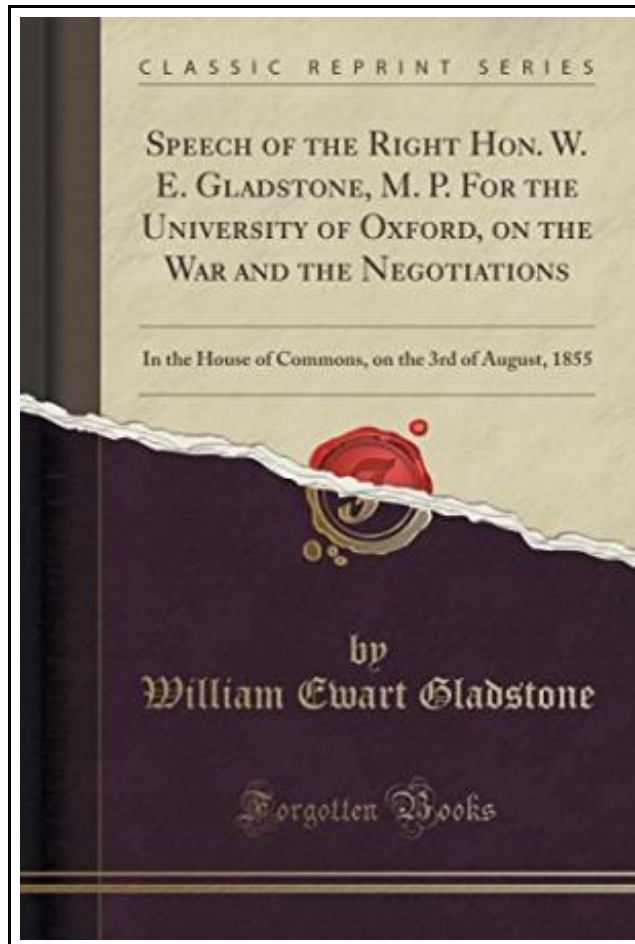 CLASSIC REPRINT SERIES
SPEECH OF THE RIGHT HON. W.
E. GLADSTONE, M. P. FOR THE
UNIVERSITY OF OXFORD, ON THE
WAR AND THE NEGOTIATIONS
In the House of Commons, on the 3rd of August, 1855
by
William Ewart Gladstone
Forgotten Books